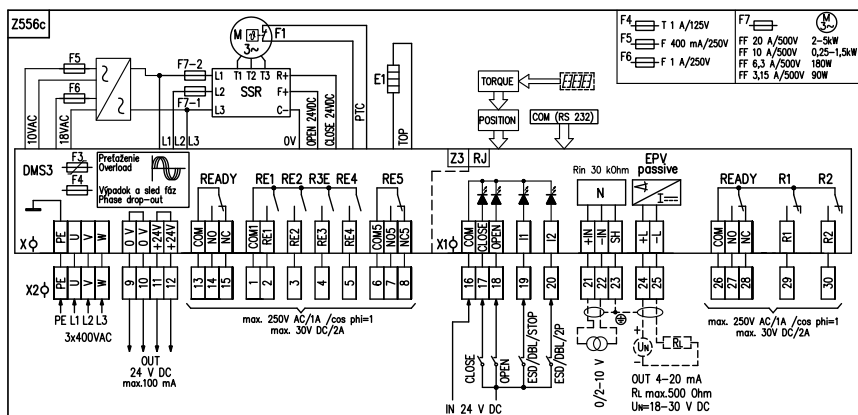 Z556c
F5
F6
10VAC
18VAC
F7-2
F7-1
L1 L2 L3
L1
L2
L3
T1 T2 T3
SSR
R+
F+
C-
M
3~
F1
0V
OPEN 24VDC
CLOSE 24VDC
PTC
E1
TOP
TORQUE
POSITION
COM (RS 232)
F4 T 1 A/125V
F5 F 400 mA/250V
F6 F 1 A/250V
F7
M
3~
FF 20 A/500V 2-5kW
FF 10 A/500V 0,25-1,5kW
FF 6,3 A/500V 180W
FF 3,15 A/500V 90W
DMS3
F3
F4
Preťaženie
Overload
Výpadok a sled fáz
Phase drop-out
READY
RE1 RE2 R3E RE4
RE5
Z3 RJ
Rin 30 kOhm
N
EPV
passive
I
READY
R1
R2
X
PE U V W
0 V 0 V +24V +24V
COM NO NC
COM1 RE1 RE2 RE3 RE4
COM5 NO5 NC5
X1
COM CLOSE OPEN I1 I2
+IN -IN SH
+L -L
COM NO NC
R1
R2
X2
PE U V W
9 10 11 12
13 14 15
1 2 3 4 5
6 7 8
16 17 18 19 20
21 22 23
24 25
26 27 28
29
30
PE L1 L2 L3
3x400VAC
OUT
24 V DC
max.100 mA
max. 250V AC/1A /cos phi=1
max. 30V DC/2A
IN 24 V DC
CLOSE
OPEN
ESD/DBL/STOP
ESD/DBL/2P
0/2-10 V
+
UN
-
RL
OUT 4-20 mA
RL max.500 Ohm
UN=18-30 V DC
max. 250V AC/1A /cos phi=1
max. 30V DC/2A